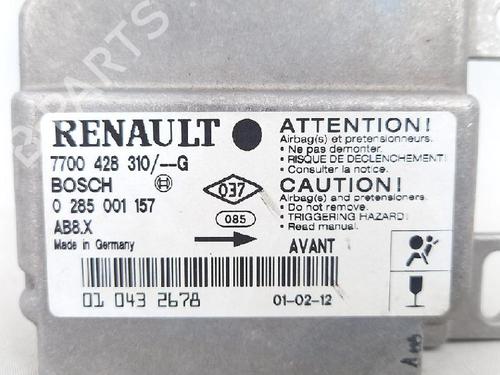 RENAULT
7700 428 310/--G
BOSCH
0 285 001 157
AB8.X
Made in Germany
037
085
ATTENTION!
Airbag(s) et pretensionneurs.
• Ne pas demonter.
• RISQUE DE DECLENCHEMENT!
• Consulter la notice.
CAUTION!
Airbag(s) and pretensioners.
• Do not remove.
• TRIGGERING HAZARD!
• Read manual.
AVANT
01 043 2678
01-02-12